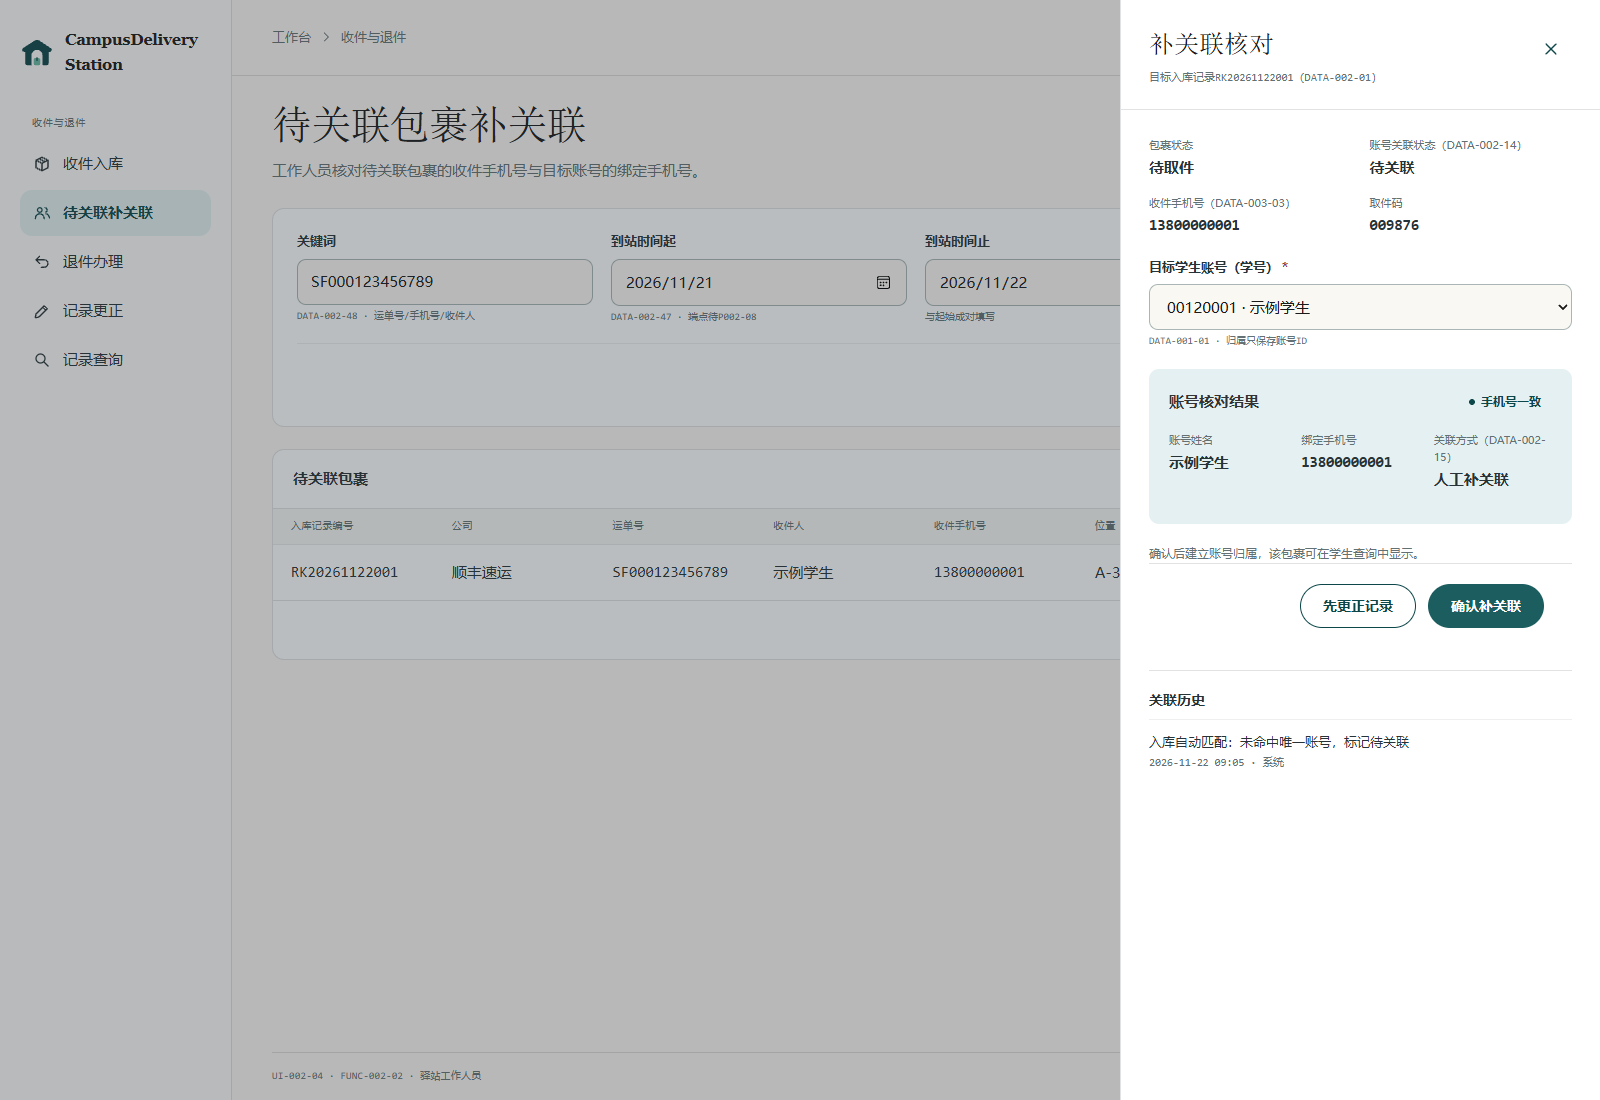 CampusDelivery
Station
收件与退件
收件入库
待关联补关联
退件办理
记录更正
记录查询
工作台 > 收件与退件
待关联包裹补关联
工作人员核对待关联包裹的收件手机号与目标账号的绑定手机号。
关键词
到站时间起
到站时间止
SF000123456789
2026/11/21
2026/11/22
DATA-002-48 · 运单号/手机号/收件人
DATA-002-47 · 端点待P002-08
与起始成对填写
待关联包裹
入库记录编号
公司
运单号
收件人
收件手机号
位置
RK20261122001
顺丰速运
SF000123456789
示例学生
13800000001
A-3
UI-002-04 · FUNC-002-02 · 驿站工作人员
补关联核对
目标入库记录RK20261122001 (DATA-002-01)
包裹状态
账号关联状态（DATA-002-14）
待取件
待关联
收件手机号（DATA-003-03）
取件码
13800000001
009876
目标学生账号（学号） *
00120001 · 示例学生
DATA-001-01 · 归属只保存账号ID
账号核对结果
手机号一致
账号姓名
绑定手机号
关联方式（DATA-002-
15）
示例学生
13800000001
人工补关联
确认后建立账号归属，该包裹可在学生查询中显示。
先更正记录
确认补关联
关联历史
入库自动匹配：未命中唯一账号，标记待关联
2026-11-22 09:05 · 系统